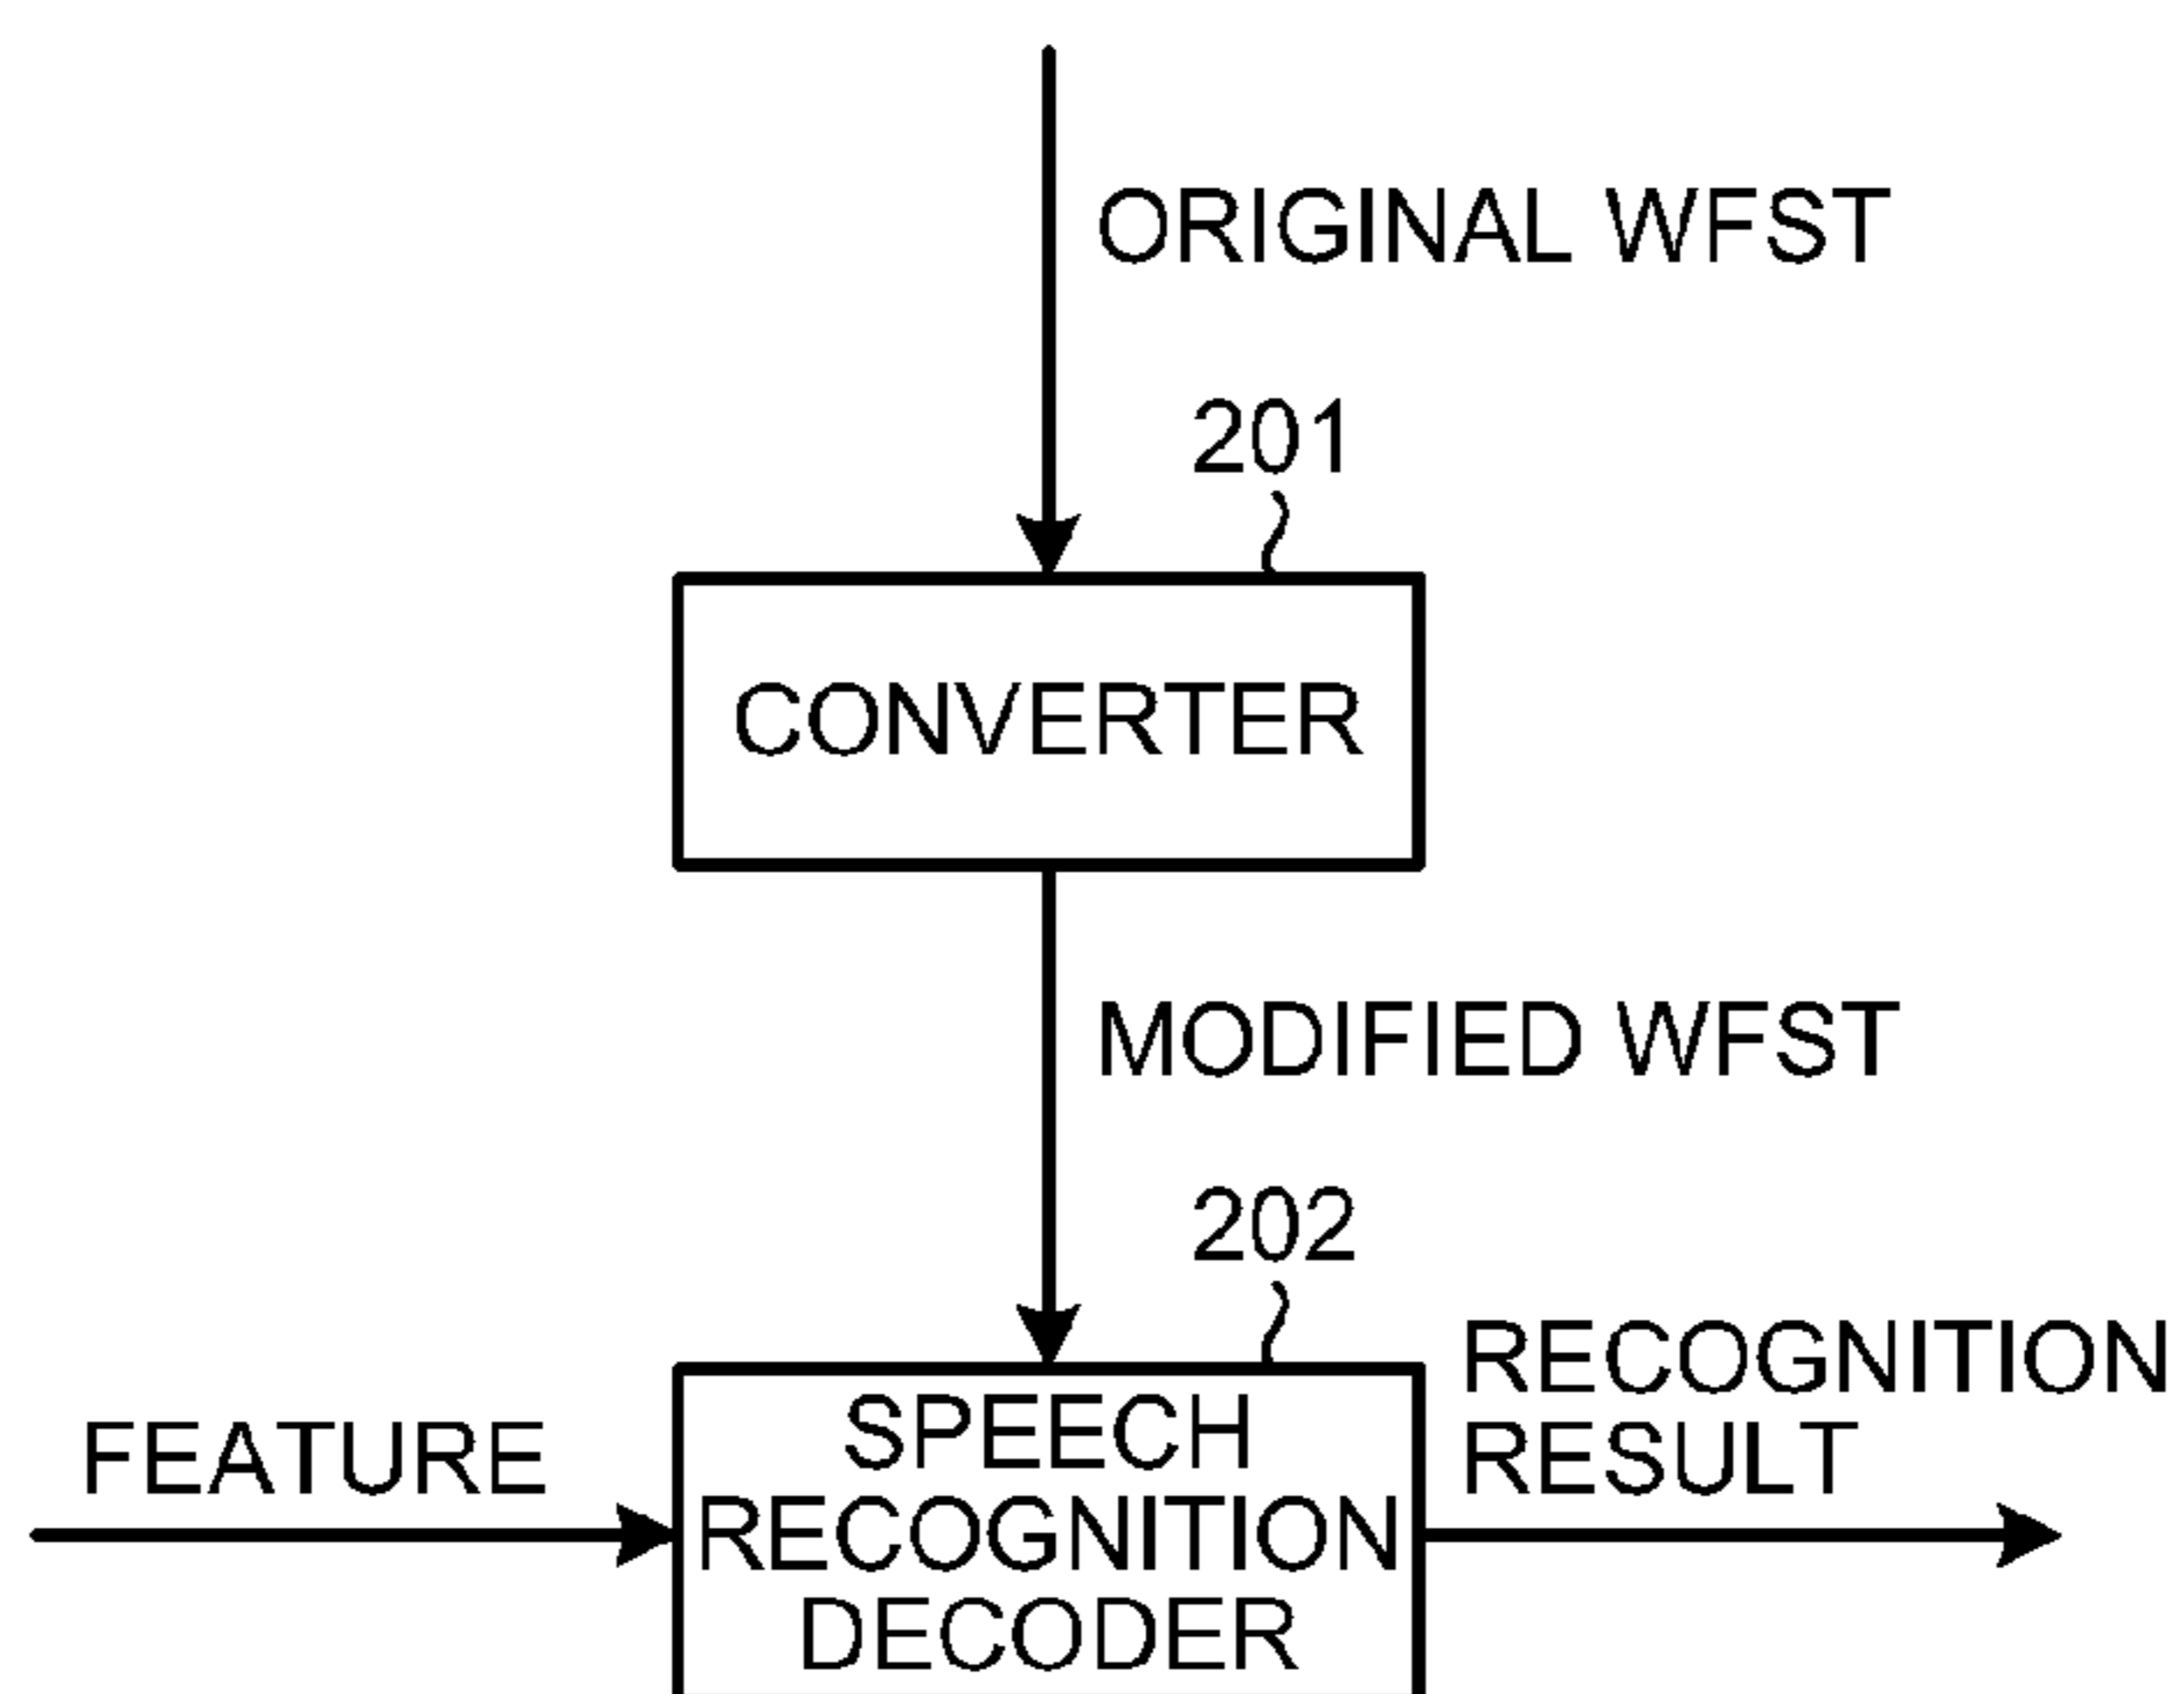 ORIGINAL WFST
201
CONVERTER
MODIFIED WFST
202
FEATURE
SPEECH
RECOGNITION
DECODER
RECOGNITION
RESULT